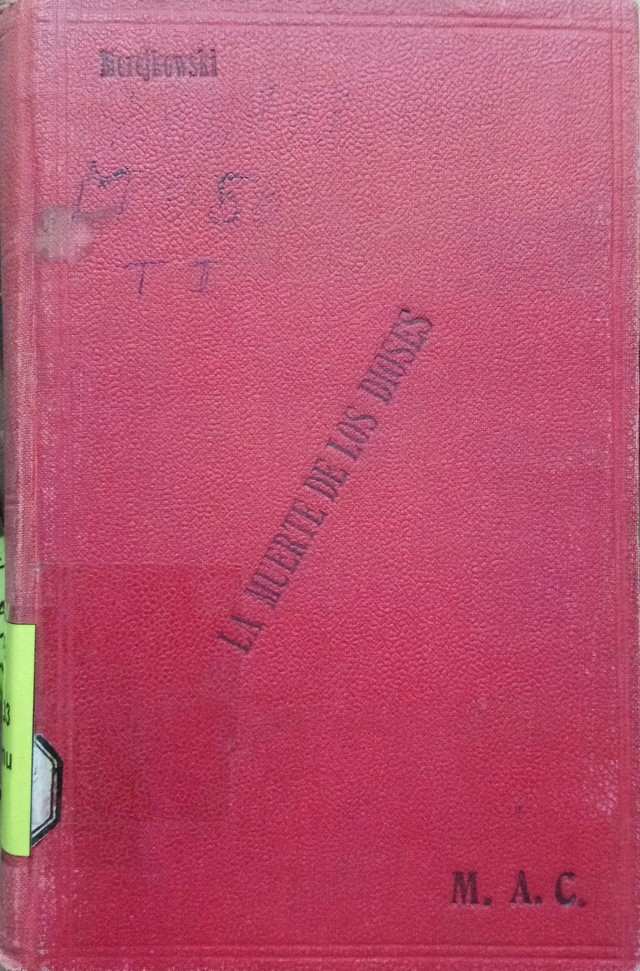 Merejkowski
T I
LA MUERTE DE LOS DIOSES
M. A. C.